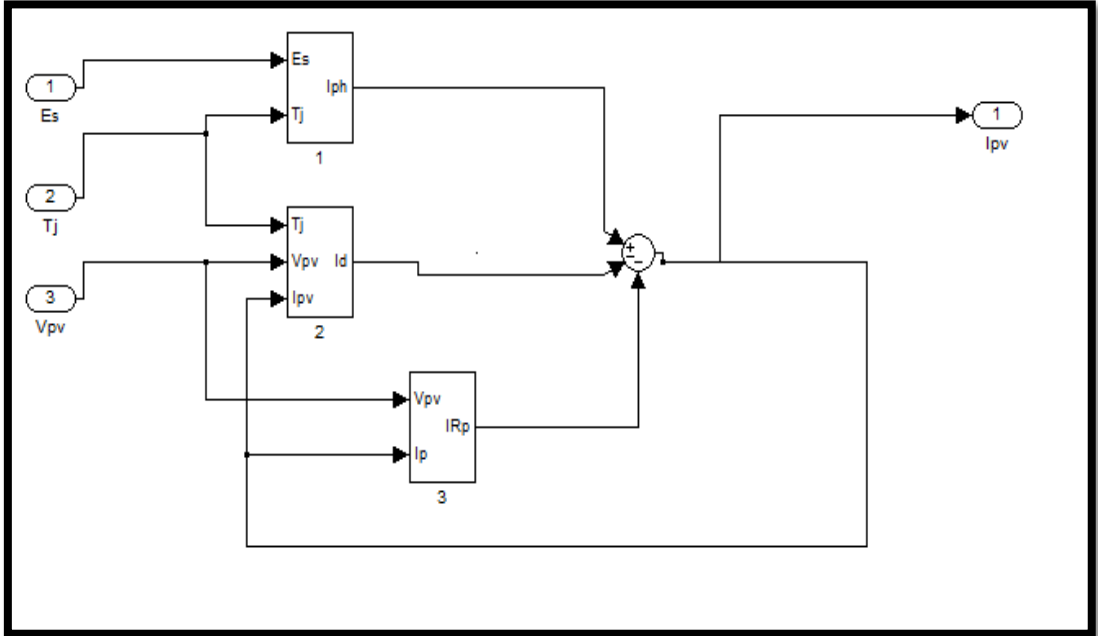 1
Es
2
Tj
3
Vpv
Es
Tj
Iph
1
Tj
Vpv
Ipv
Id
2
Vpv
Ip
IRp
3
+
−
−
1
Ipv